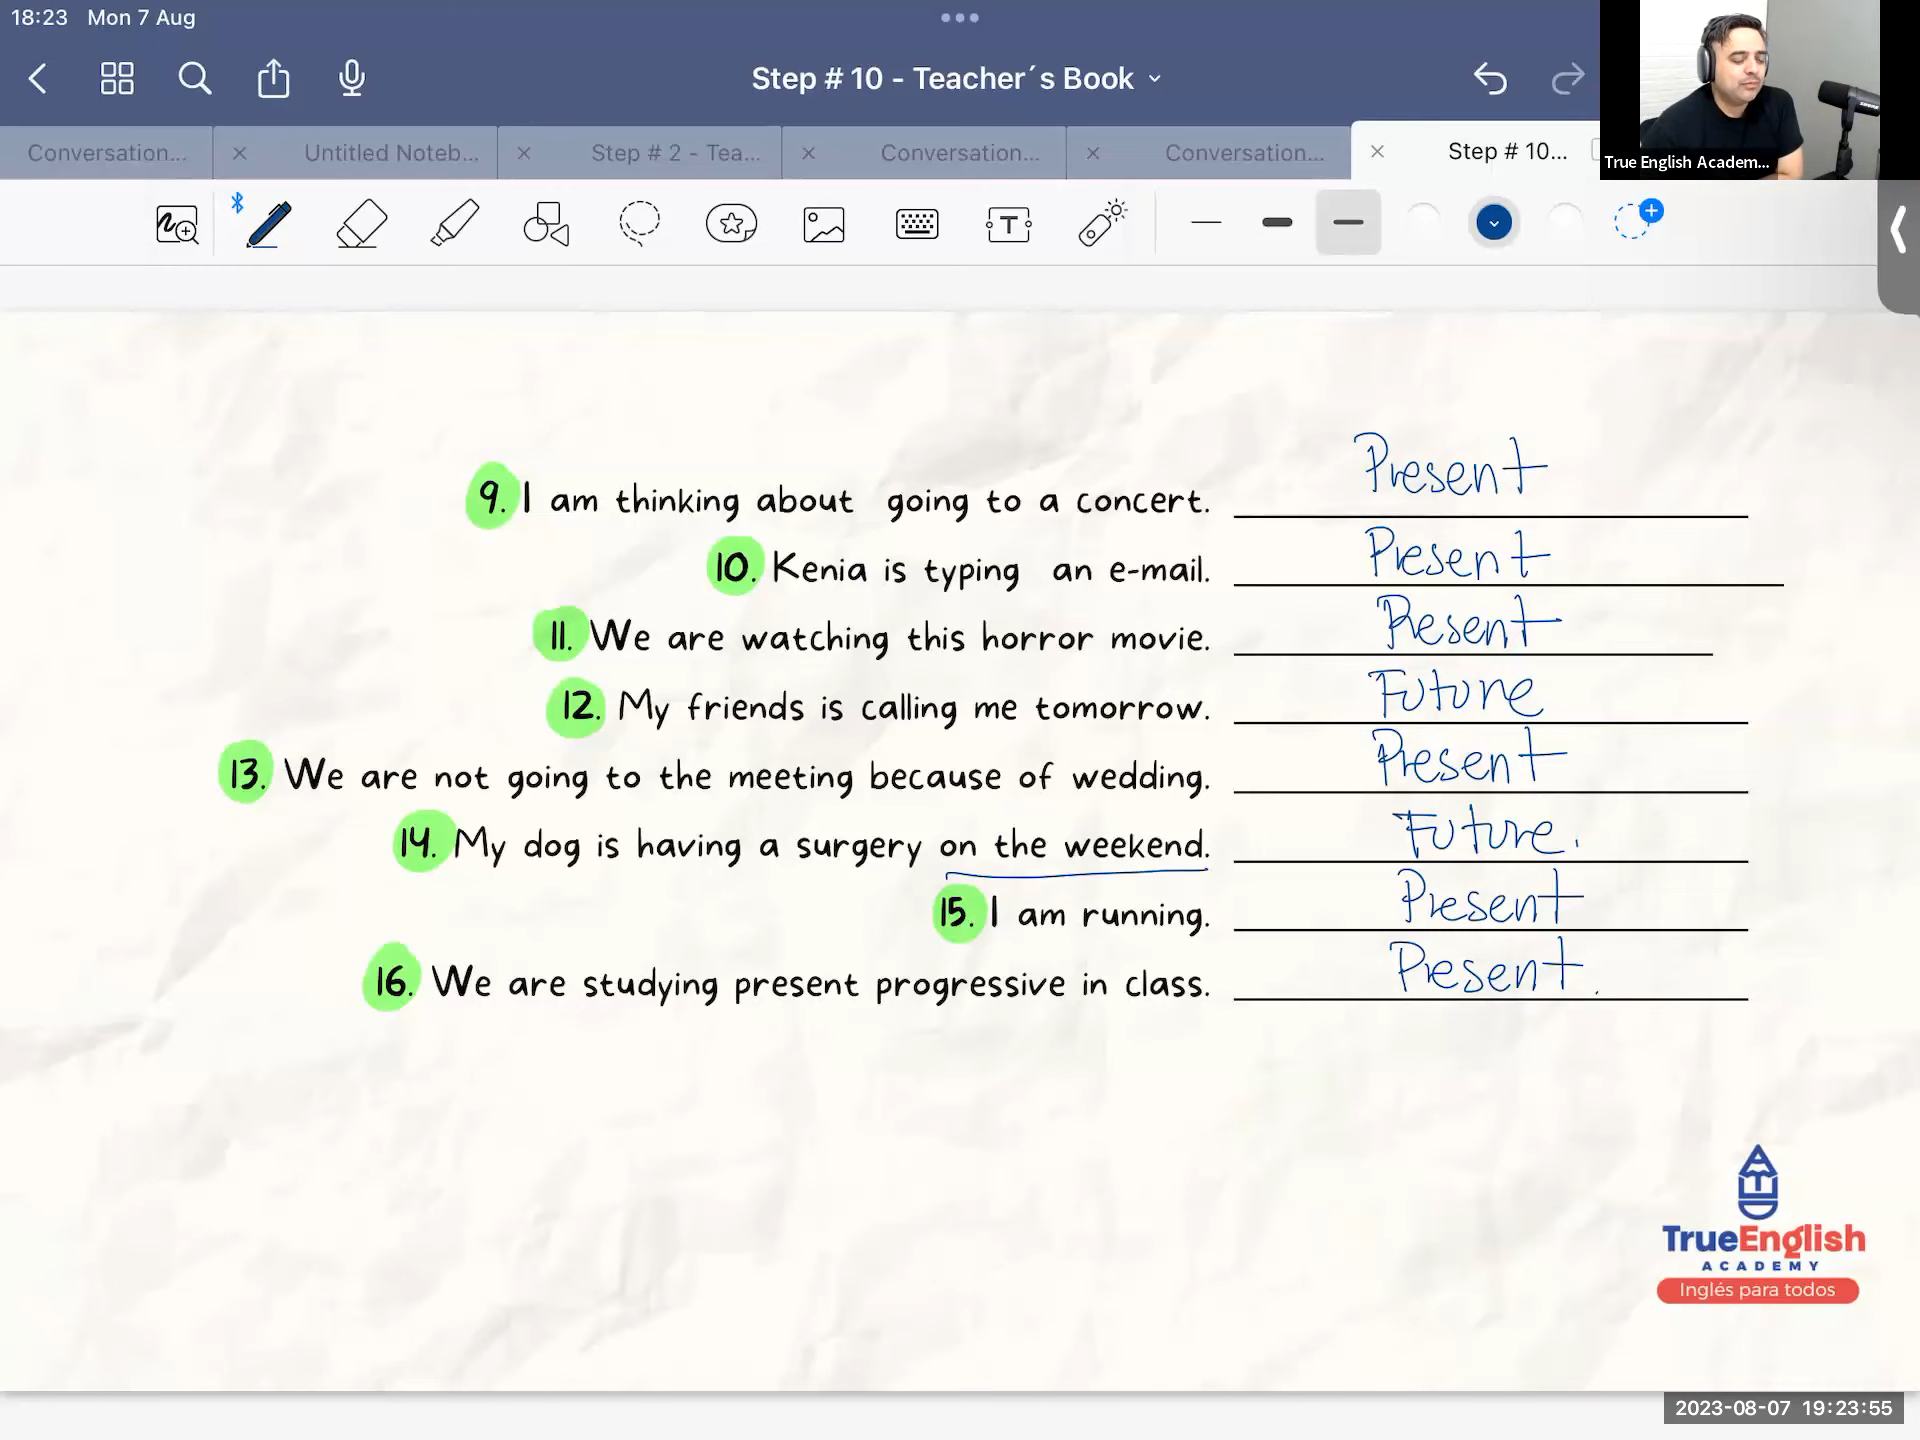 18:23 Mon 7 Aug
Step # 10 - Teacher´s Book
Conversation...
Untitled Noteb...
Step # 2 - Tea...
Conversation...
Conversation...
Step # 10...
True English Academ...
9. I am thinking about going to a concert. Present
10. Kenia is typing an e-mail. Present
11. We are watching this horror movie. Present
12. My friends is calling me tomorrow. Future
13. We are not going to the meeting because of wedding. Present
14. My dog is having a surgery on the weekend. Future.
15. I am running. Present
16. We are studying present progressive in class. Present.
TrueEnglish
ACADEMY
Inglés para todos
2023-08-07 19:23:55